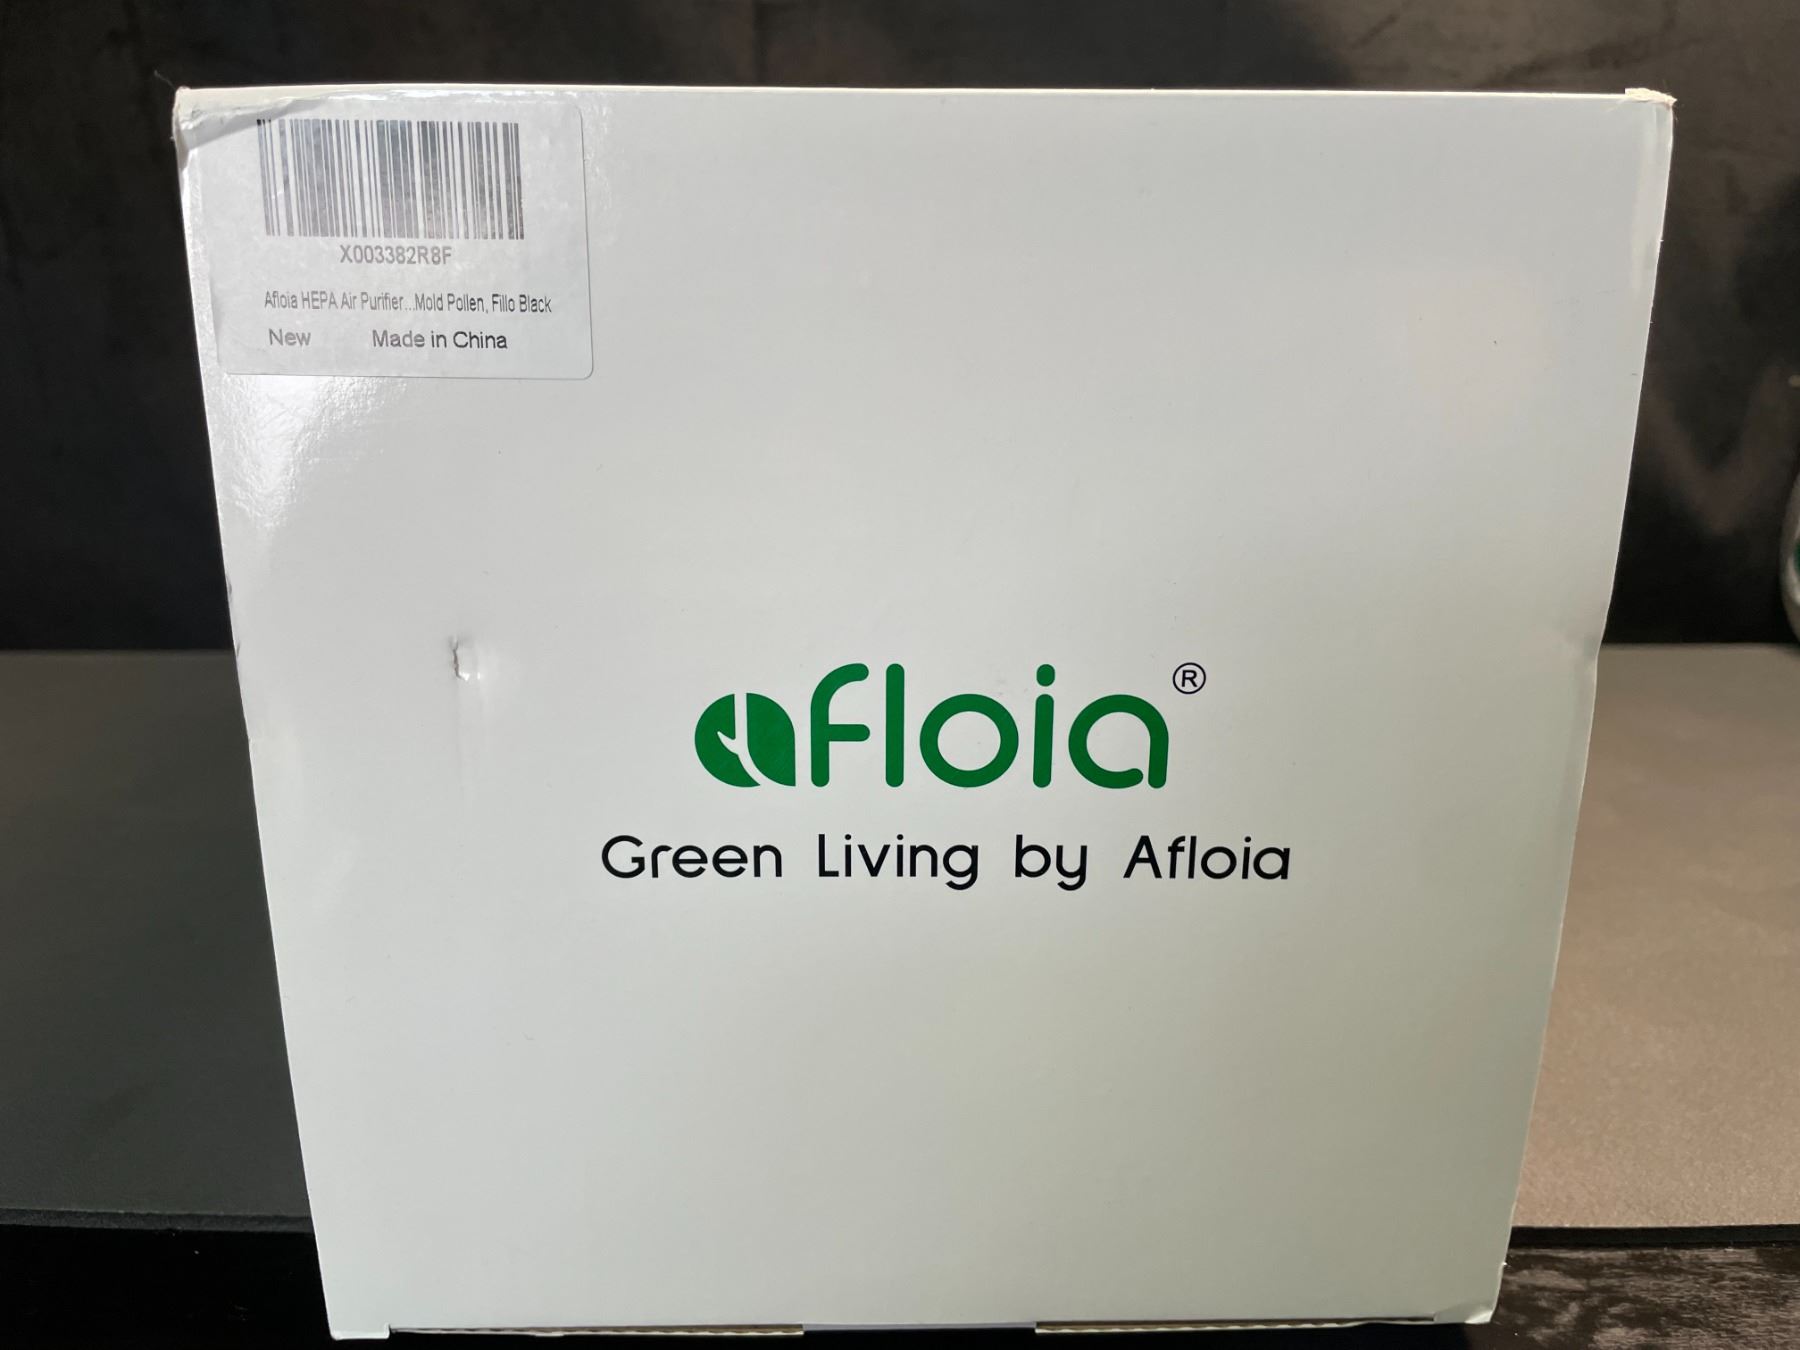 X003382R8F
Afloia HEPA Air Purifier...Mold Pollen, Fillo Black
New Made in China
afloia®
Green Living by Afloia